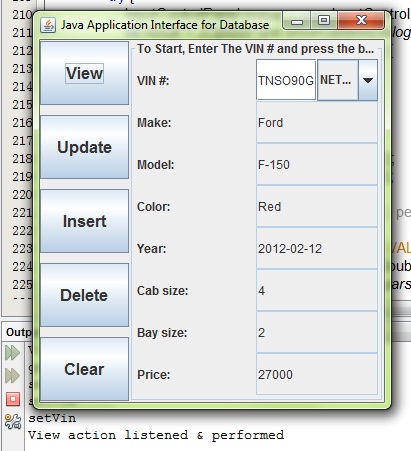 Java Application Interface for Database
To Start, Enter The VIN # and press the b...
View
VIN #: TNSO90G NET...
Make: Ford
Update
Model: F-150
Color: Red
Insert
Year: 2012-02-12
Delete
Cab size: 4
Bay size: 2
Clear
Price: 27000
210
211
212
213
214
215
216
217
218
219
220
221
222
223
224
225
Outp
setVin
View action listened & performed